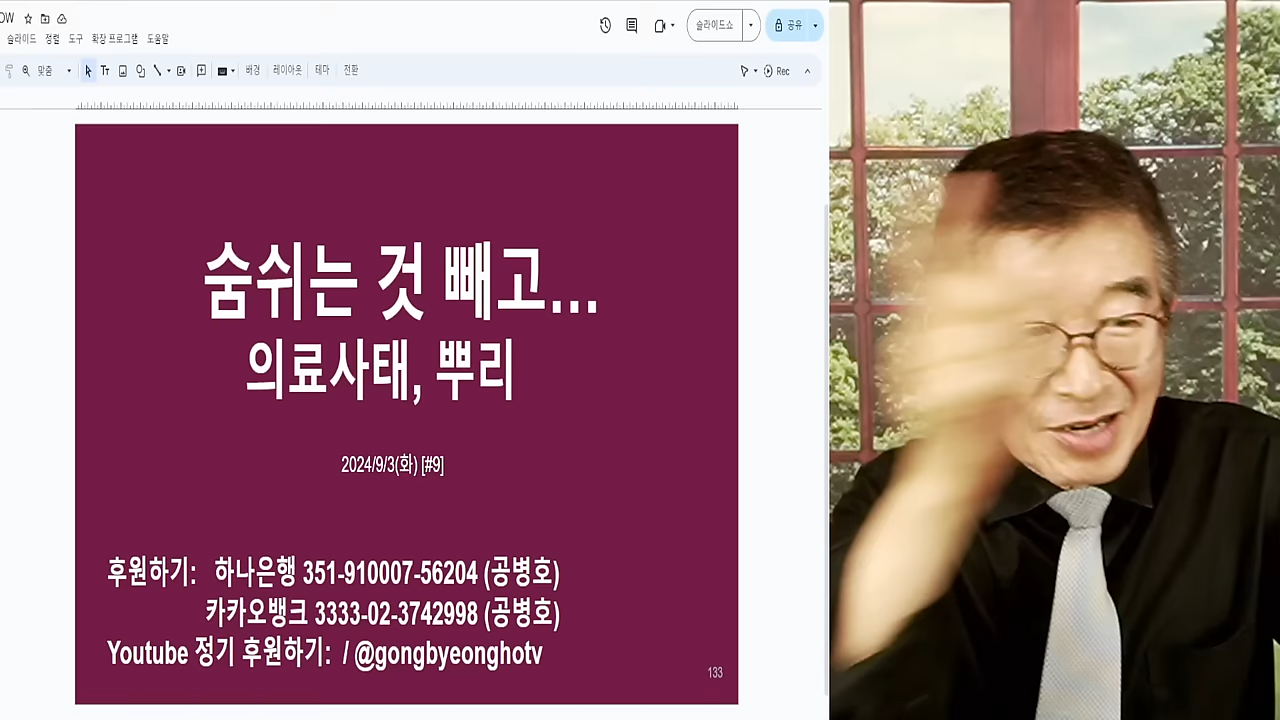 OW
슬라이드 정렬 도구 확장 프로그램 도움말
슬라이드쇼
공유
맞춤
Tt
배경 레이아웃 테마 전환
Rec
숨쉬는 것 빼고...
의료사태, 뿌리
2024/9/3(화) [#9]
후원하기: 하나은행 351-910007-56204 (공병호)
카카오뱅크 3333-02-3742998 (공병호)
Youtube 정기 후원하기: / @gongbyeonghotv
133